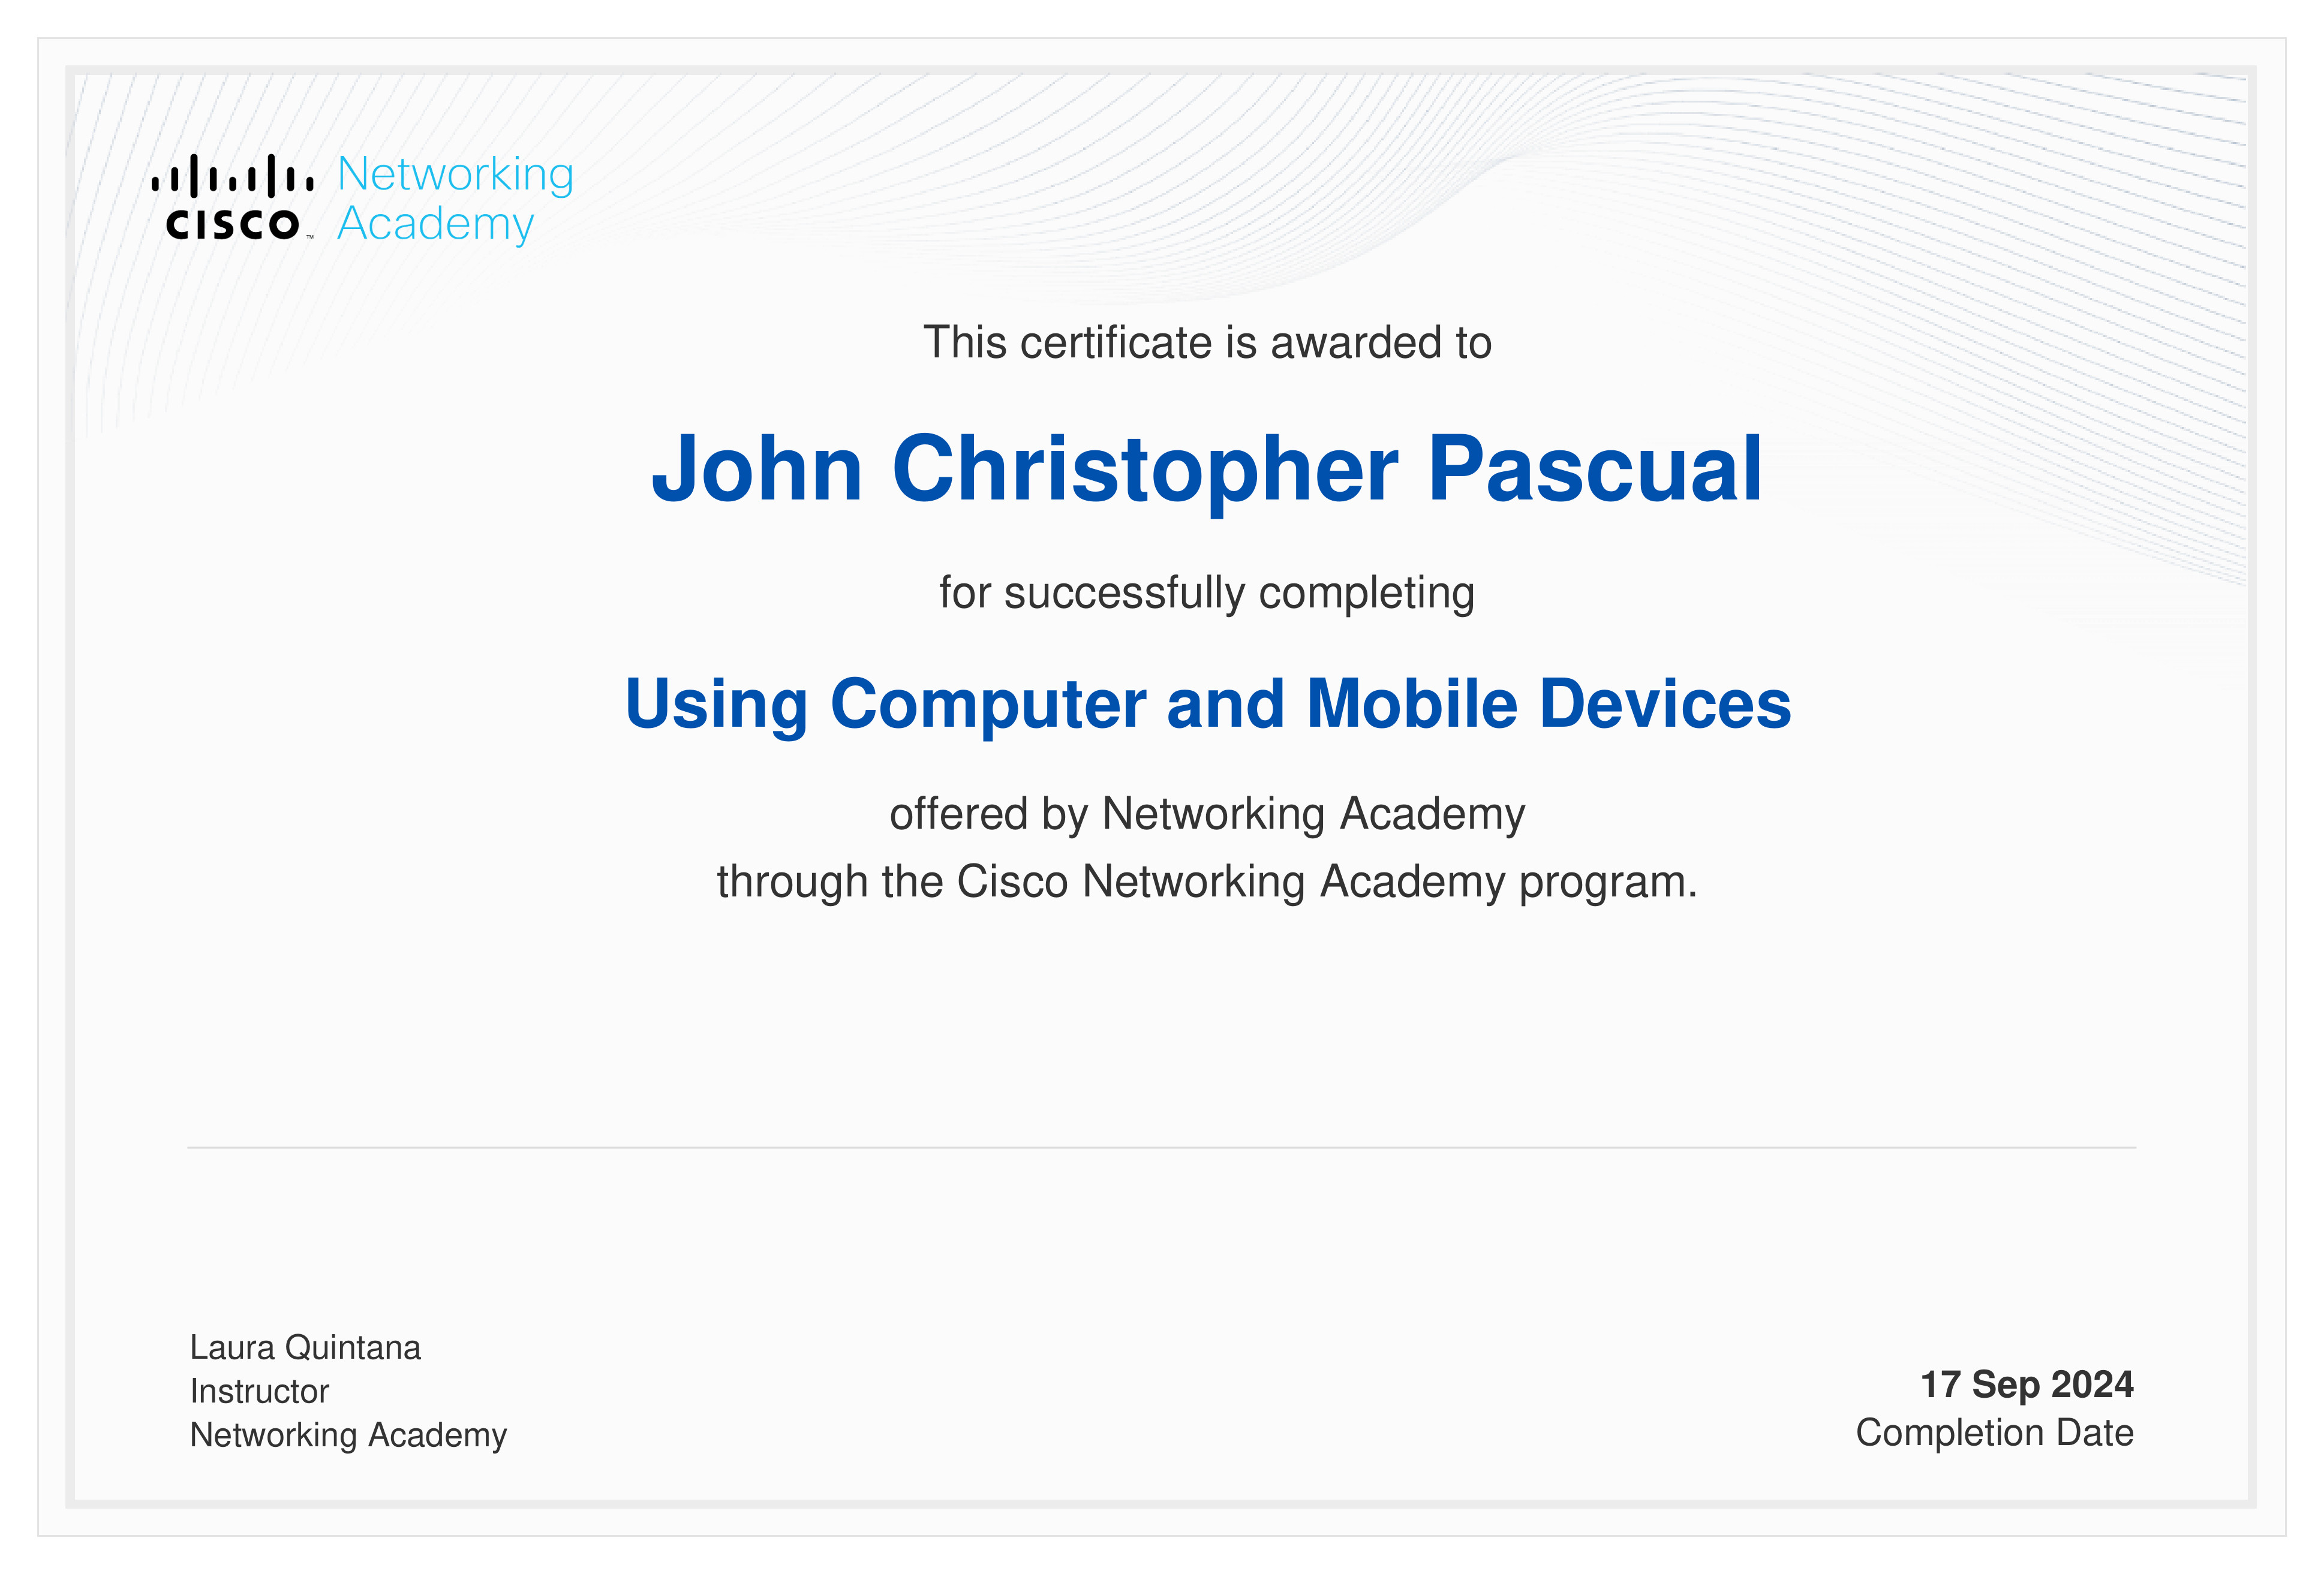 CISCO™
Networking
Academy
This certificate is awarded to
John Christopher Pascual
for successfully completing
Using Computer and Mobile Devices
offered by Networking Academy
through the Cisco Networking Academy program.
Laura Quintana
Instructor
Networking Academy
17 Sep 2024
Completion Date